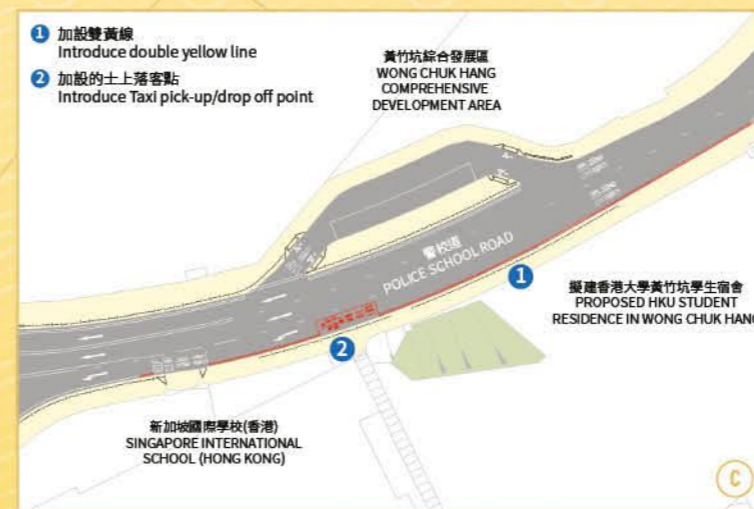 1 加設雙黃線
Introduce double yellow line
2 加設的士上落客點
Introduce Taxi pick-up/drop off point
黃竹坑綜合發展區
WONG CHUK HANG
COMPREHENSIVE
DEVELOPMENT AREA
警校道
POLICE SCHOOL ROAD
1
擬建香港大學黃竹坑學生宿舍
PROPOSED HKU STUDENT
RESIDENCE IN WONG CHUK HANG
2
新加坡國際學校(香港)
SINGAPORE INTERNATIONAL
SCHOOL (HONG KONG)
C